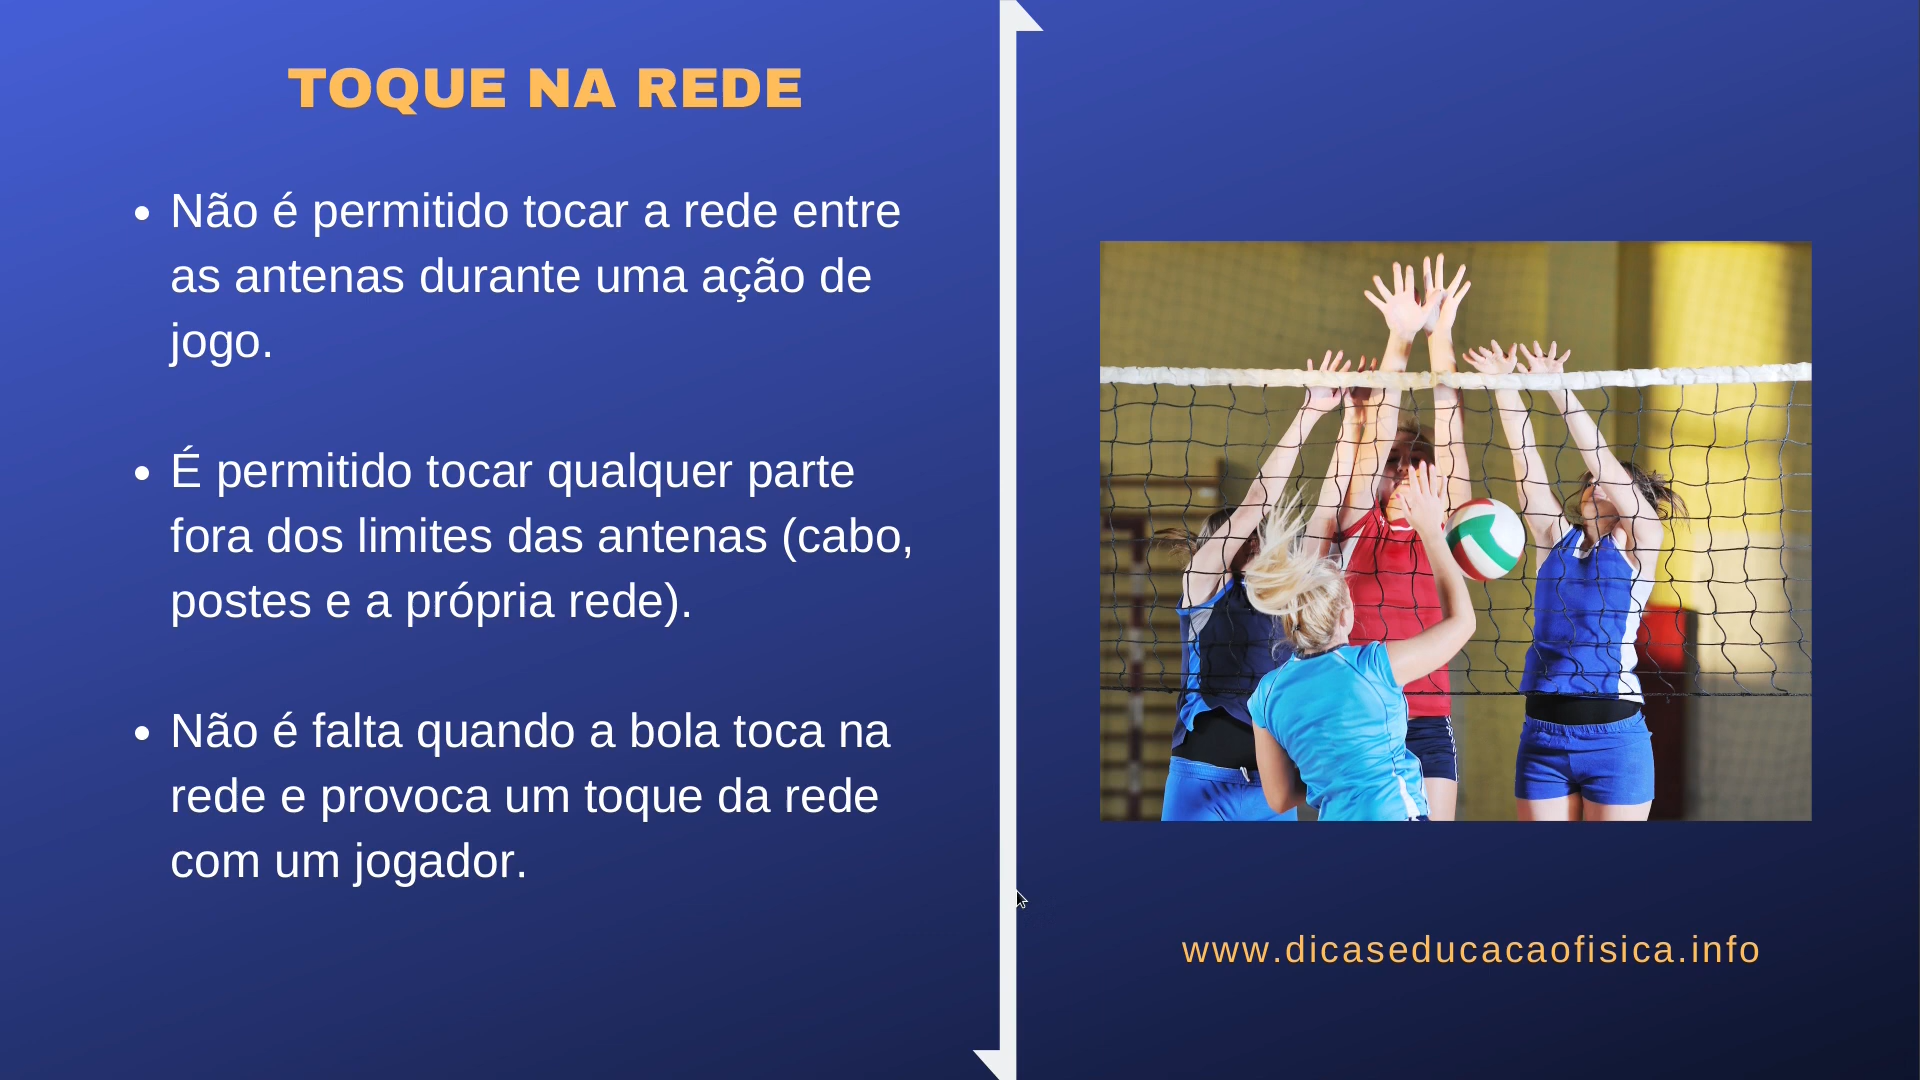 TOQUE NA REDE
• Não é permitido tocar a rede entre
as antenas durante uma ação de
jogo.
• É permitido tocar qualquer parte
fora dos limites das antenas (cabo,
postes e a própria rede).
• Não é falta quando a bola toca na
rede e provoca um toque da rede
com um jogador.
www.dicaseducacaofisica.info